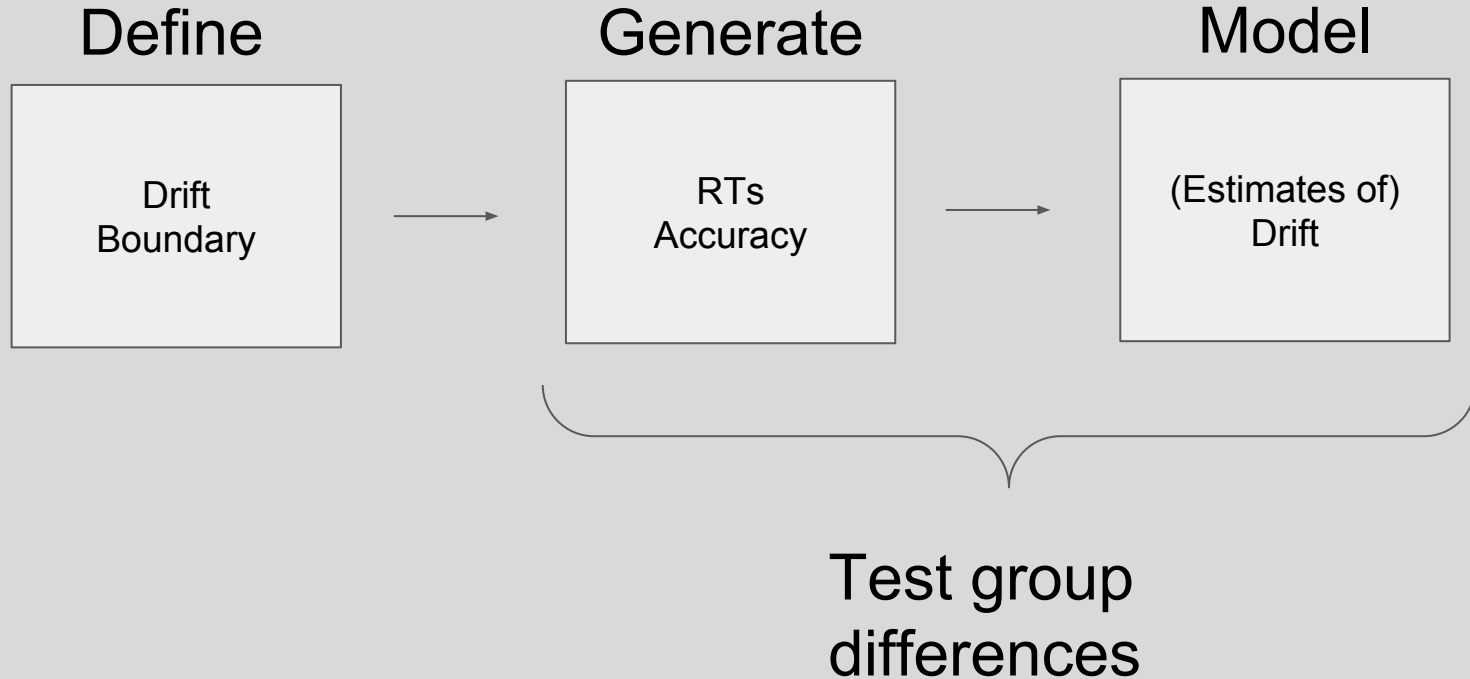 Define
Generate
Model
Drift
Boundary
RTs
Accuracy
(Estimates of)
Drift
Test group
differences